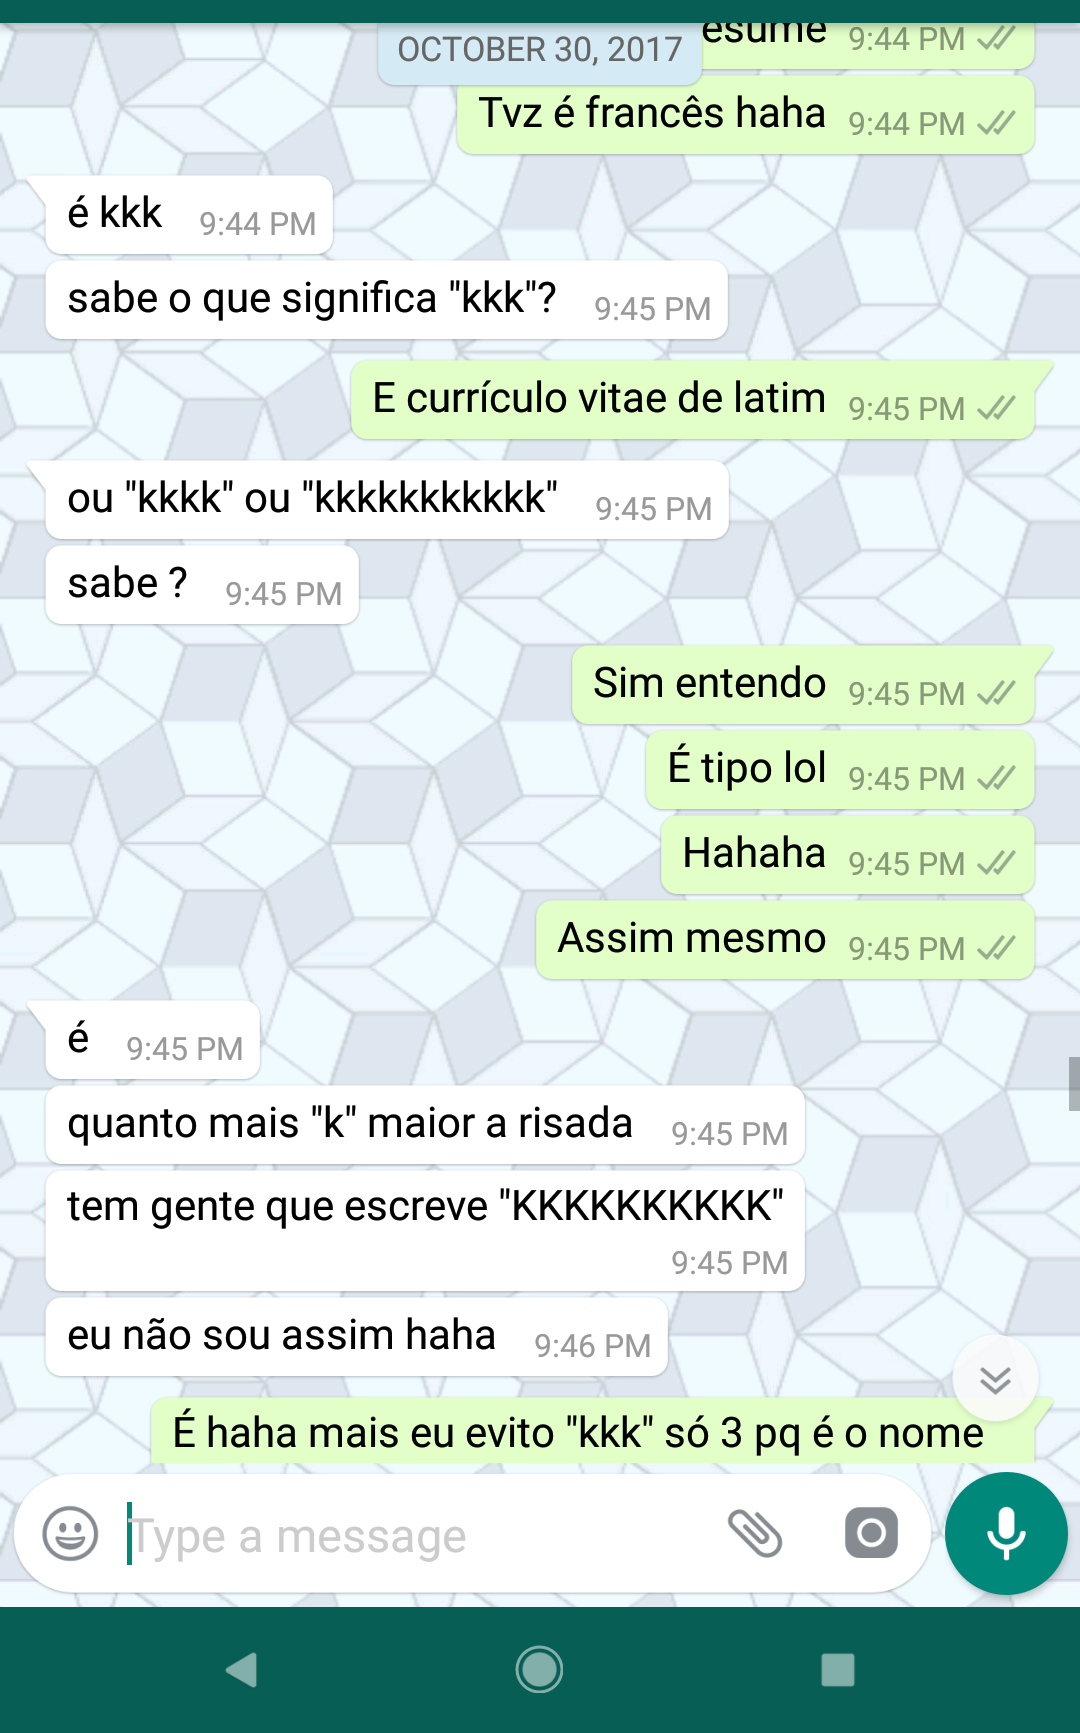 OCTOBER 30, 2017
esume 9:44 PM
Tvz é francês haha 9:44 PM
é kkk 9:44 PM
sabe o que significa "kkk"? 9:45 PM
E currículo vitae de latim 9:45 PM
ou "kkkk" ou "kkkkkkkkkkk" 9:45 PM
sabe ? 9:45 PM
Sim entendo 9:45 PM
É tipo lol 9:45 PM
Hahaha 9:45 PM
Assim mesmo 9:45 PM
é 9:45 PM
quanto mais "k" maior a risada 9:45 PM
tem gente que escreve "KKKKKKKKKK"
9:45 PM
eu não sou assim haha 9:46 PM
É haha mais eu evito "kkk" só 3 pq é o nome
Type a message